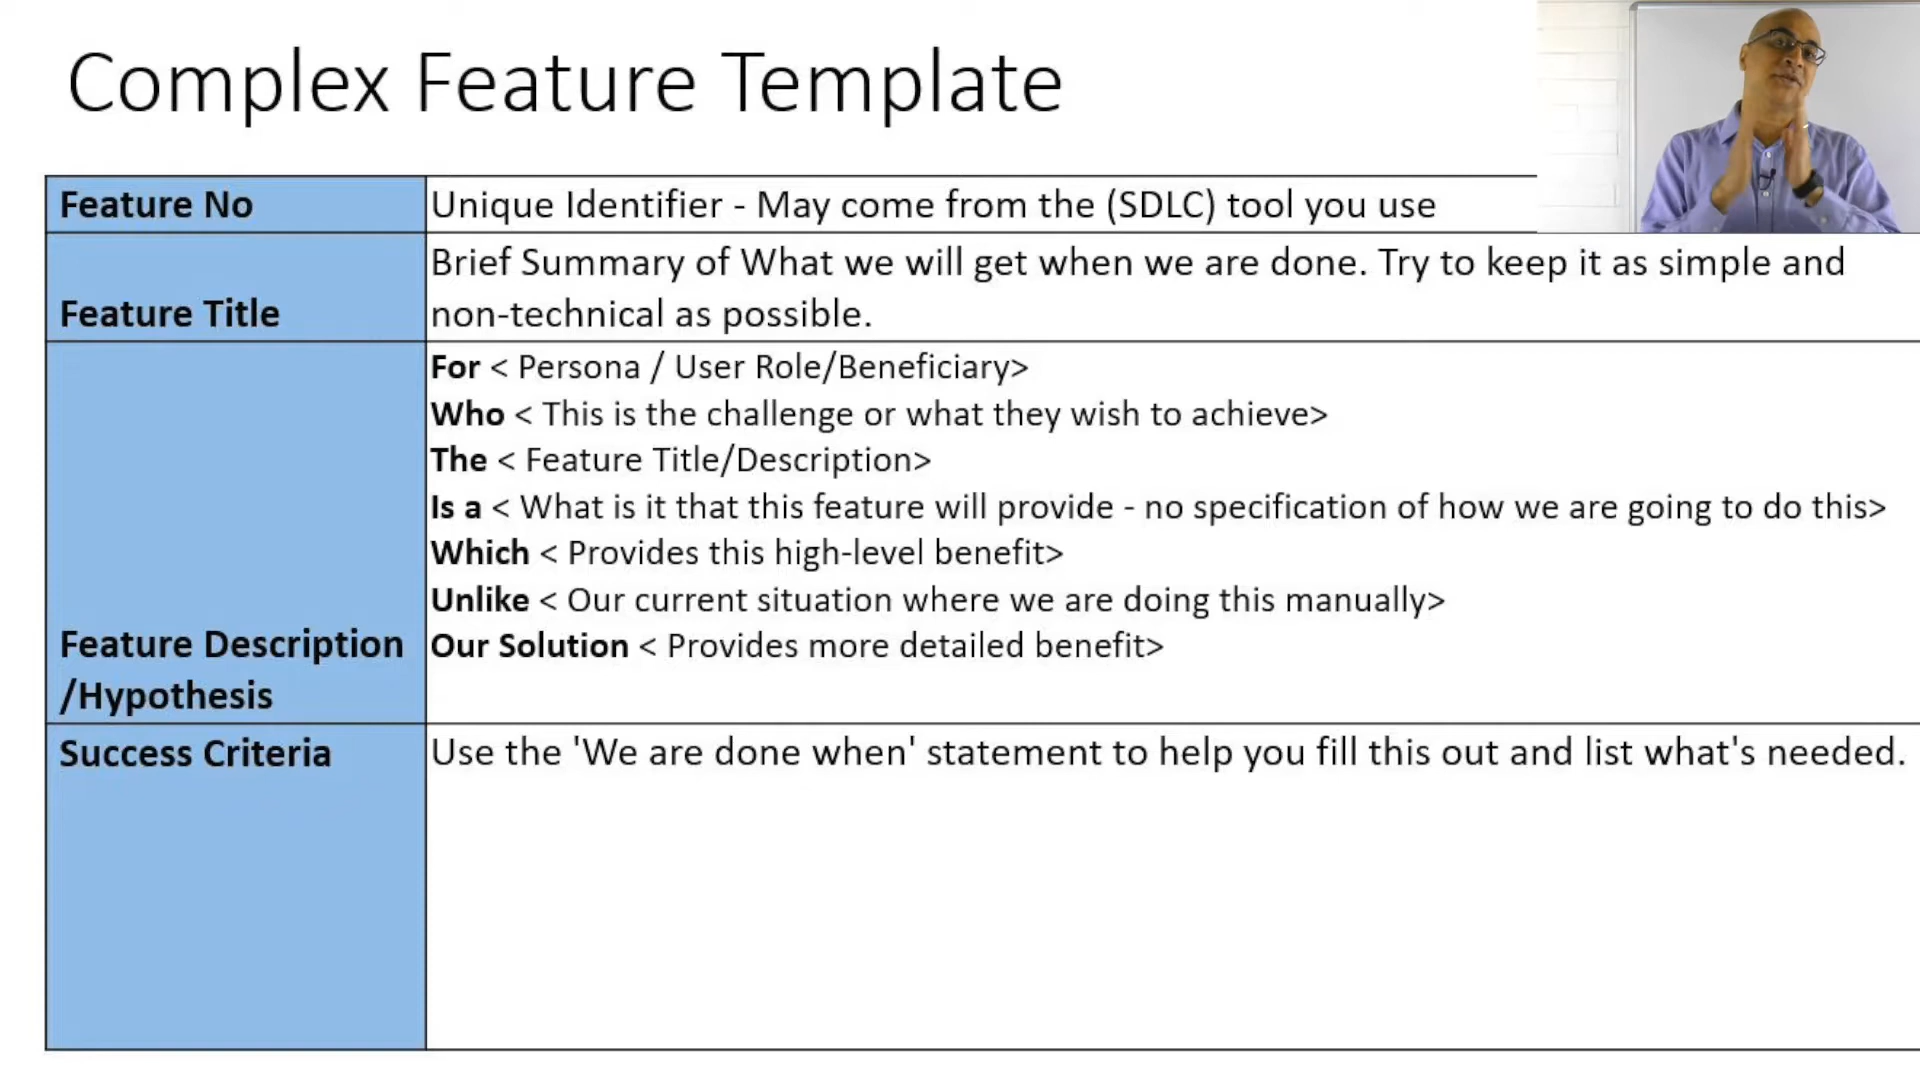 Complex Feature Template
Feature No
Unique Identifier - May come from the (SDLC) tool you use
Feature Title
Brief Summary of What we will get when we are done. Try to keep it as simple and
non-technical as possible.
Feature Description
/Hypothesis
For < Persona / User Role/Beneficiary>
Who < This is the challenge or what they wish to achieve>
The < Feature Title/Description>
Is a < What is it that this feature will provide - no specification of how we are going to do this>
Which < Provides this high-level benefit>
Unlike < Our current situation where we are doing this manually>
Our Solution < Provides more detailed benefit>
Success Criteria
Use the 'We are done when' statement to help you fill this out and list what's needed.